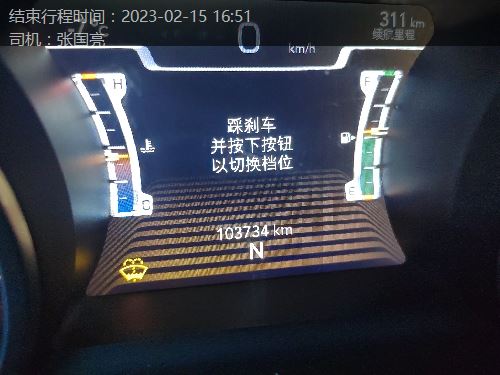 结束行程时间：2023-02-15 16:51
司机：张国亮
℃
0
km/h
311 km
续航里程
H
F
踩刹车
并按下按钮
以切换档位
C
E
103734 km
N